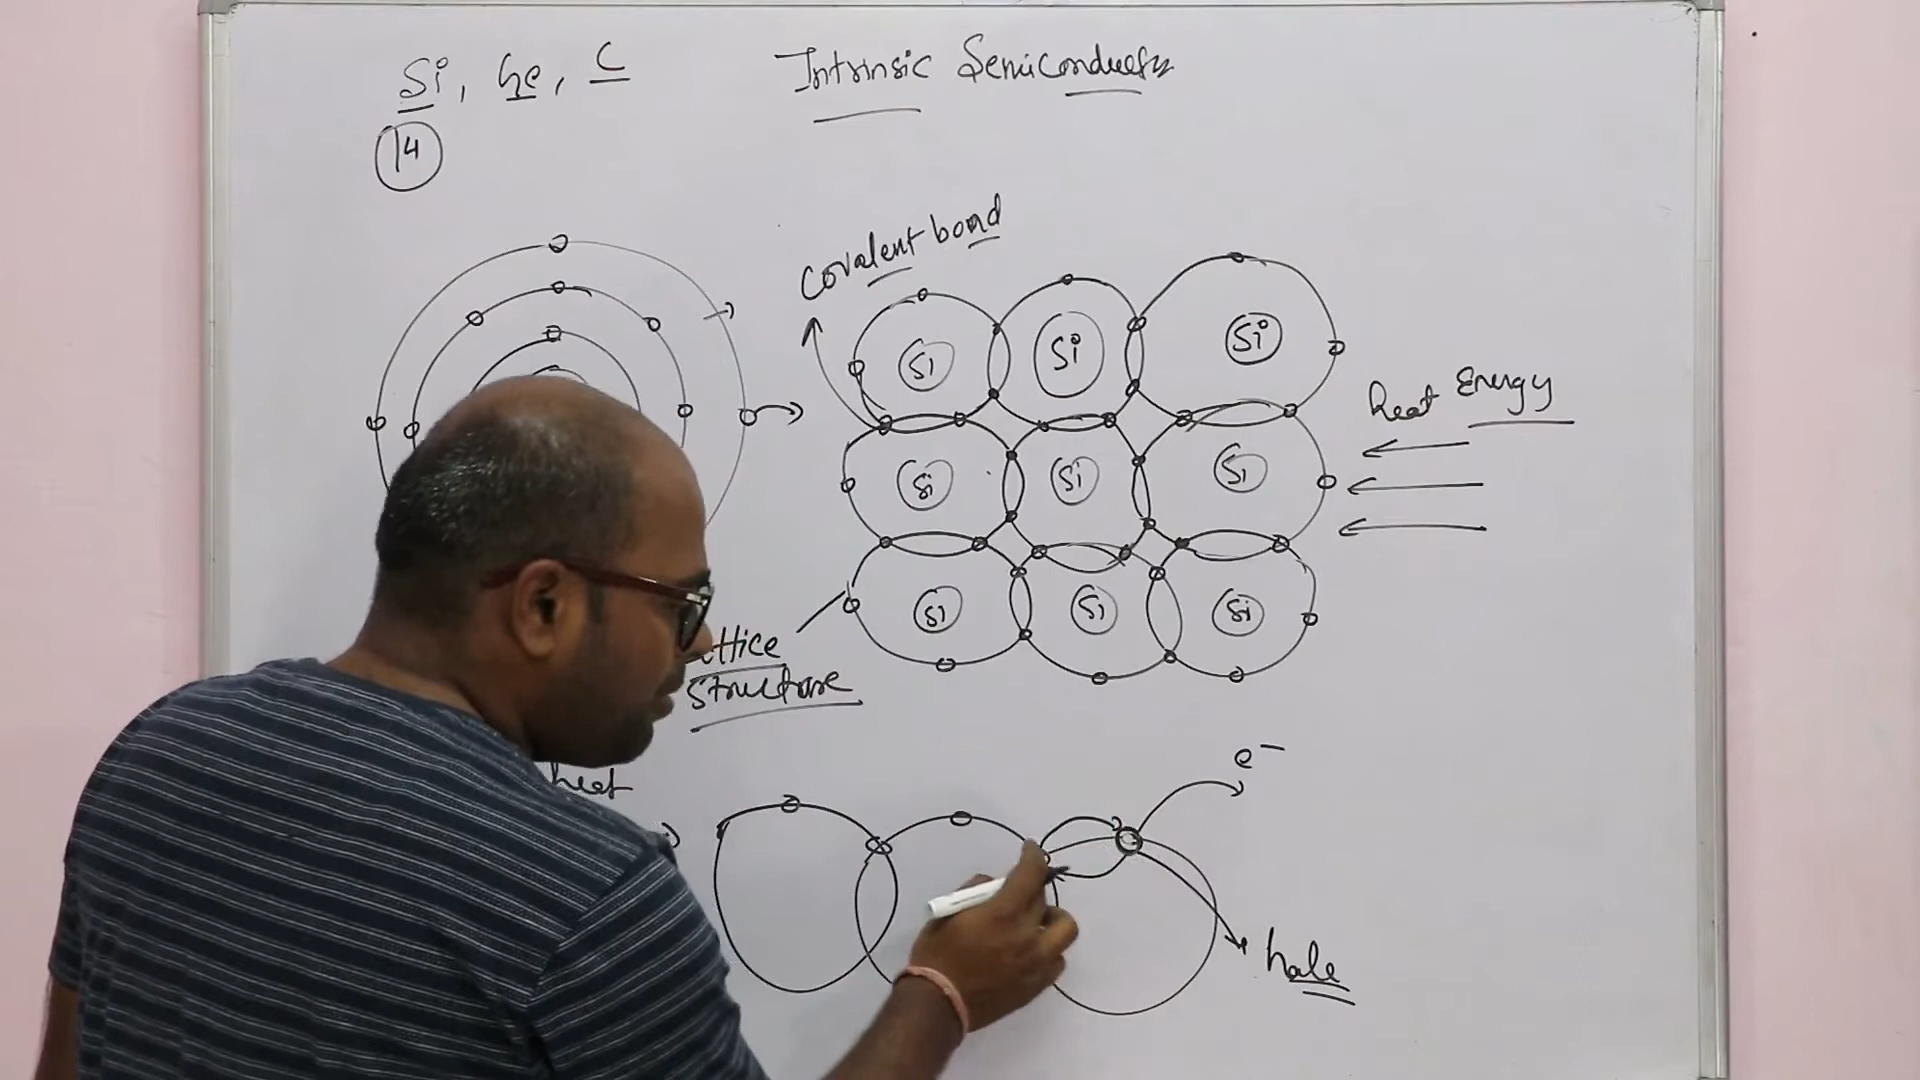 Si, Ge, C
Intrinsic Semiconductor
14
Covalent bond
Si Si Si
heat Energy
Si Si Si
Si Si Si
ttice
structure
e⁻
heat
hole